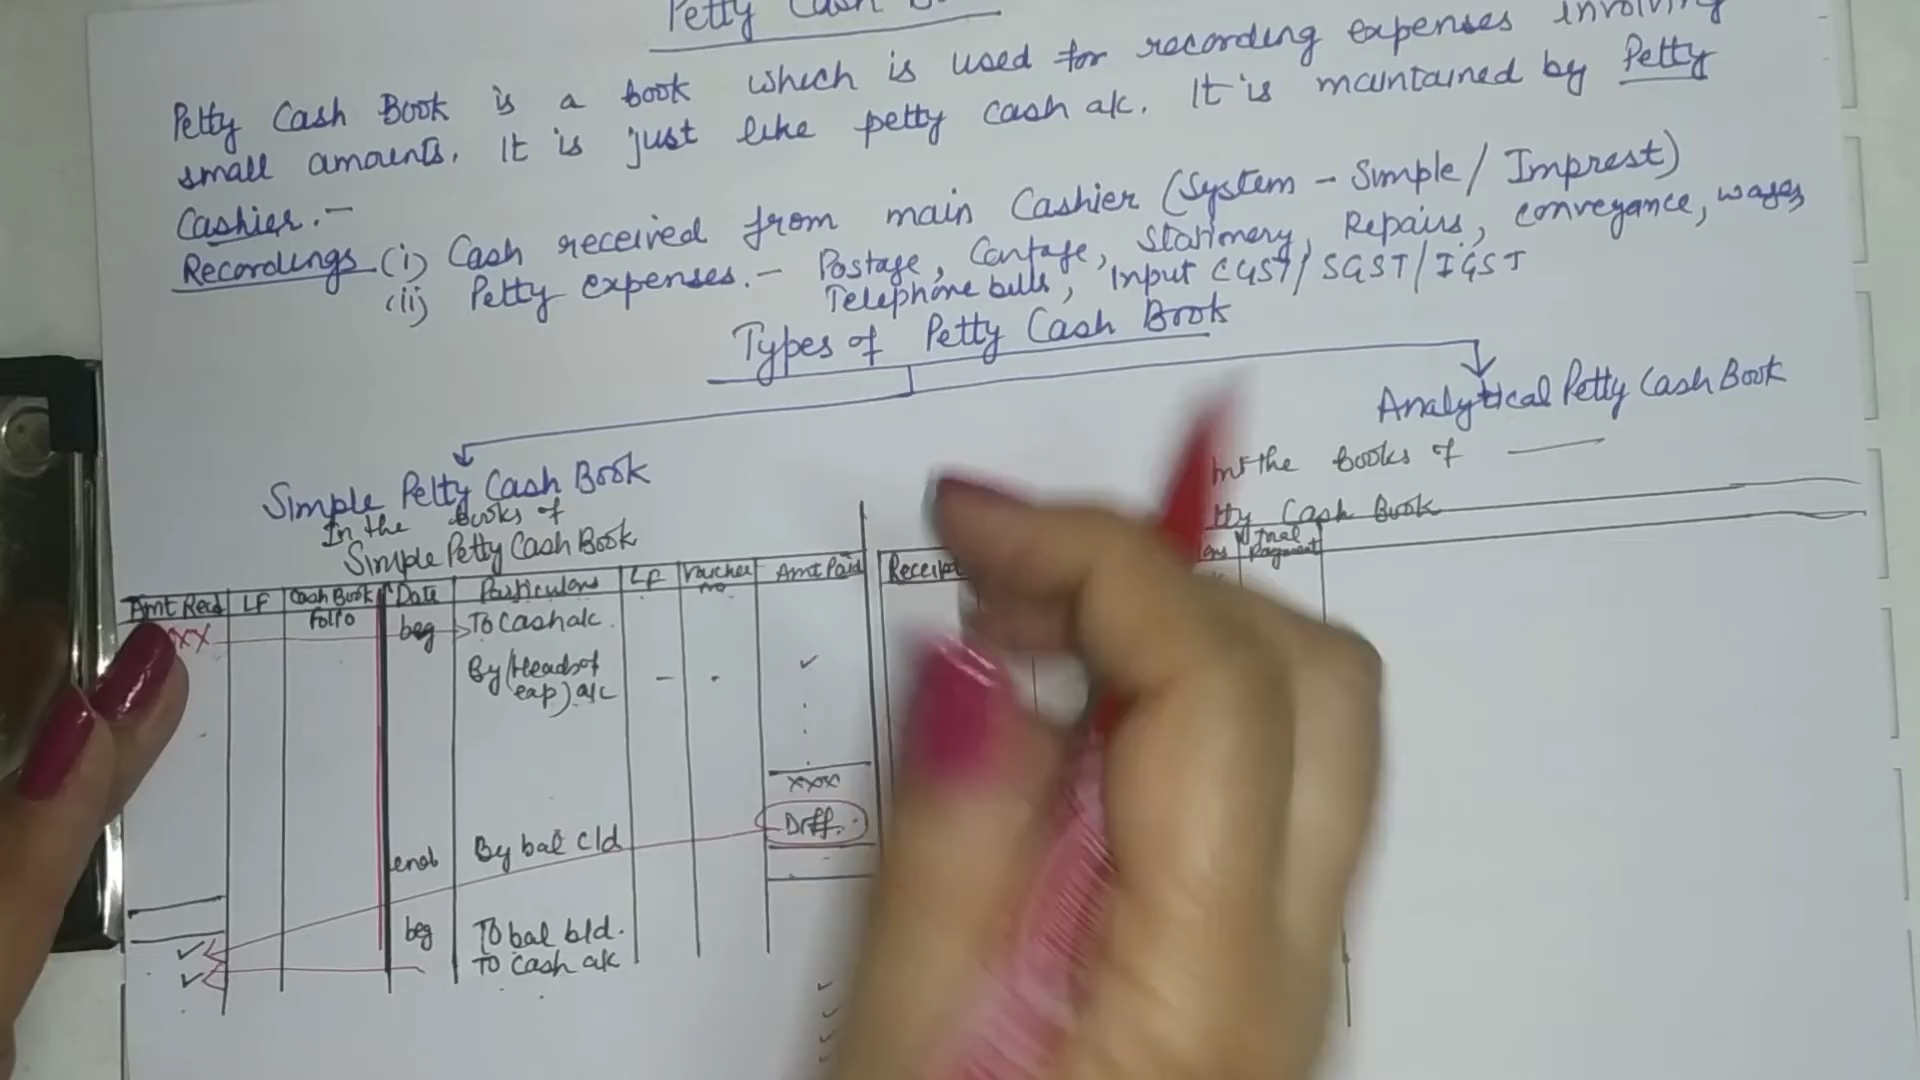 Petty Cash
Petty Cash Book is a book which is used for recording expenses involving
small amounts. It is just like petty cash a/c. It is maintained by Petty
Cashier.-
Recordings (i) Cash received from main Cashier (System - Simple / Imprest)
(ii) Petty expenses. - Postage, Cartage, Stationery, Repairs, conveyance, wages,
Telephone bills, Input CGST/SGST/IGST
Types of Petty Cash Book
Simple Petty Cash Book
Analytical Petty Cash Book
In the books of
Simple Petty Cash Book
the books of
tty Cash Book
Amt Recd LF Cash Book Folio Date Particulars LF Voucher no Amt Paid
Receipt
Total Payment
XX beg To Cash a/c.
By (Heads of exp) a/c
xxx
end By bal c/d Diff.
beg To bal b/d.
To Cash a/c